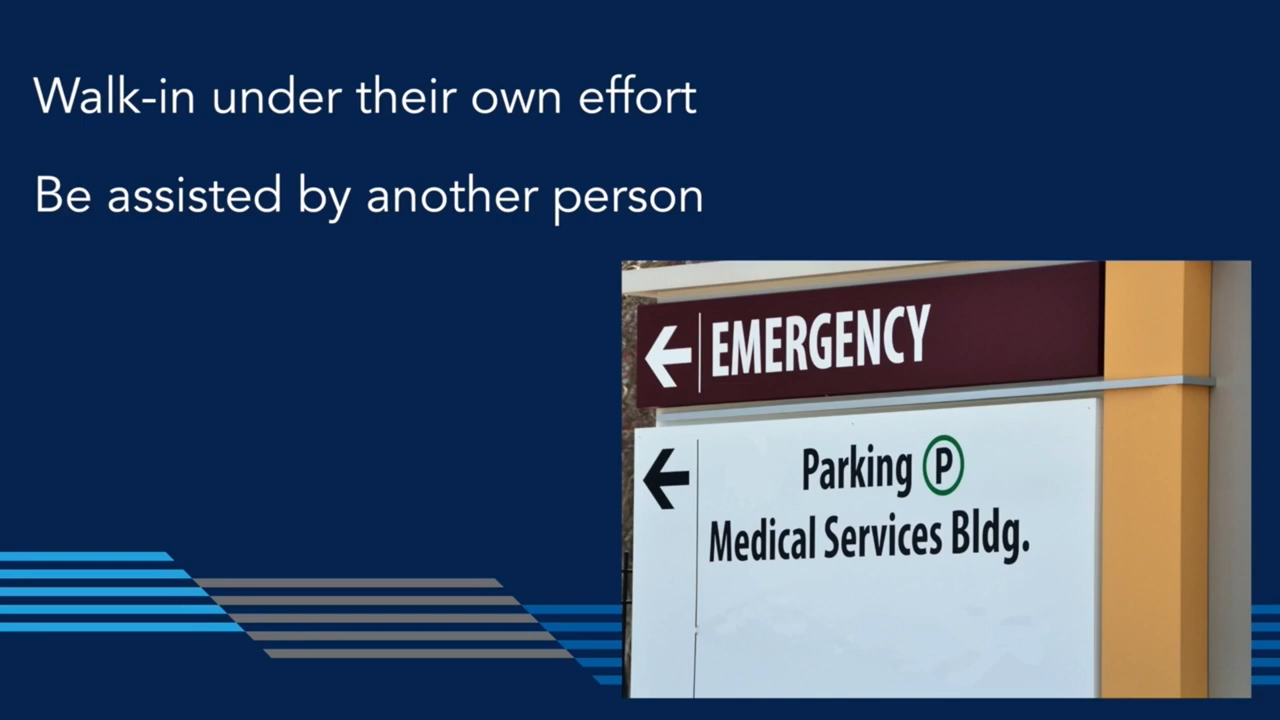 Walk-in under their own effort
Be assisted by another person
EMERGENCY
Parking P
Medical Services Bldg.